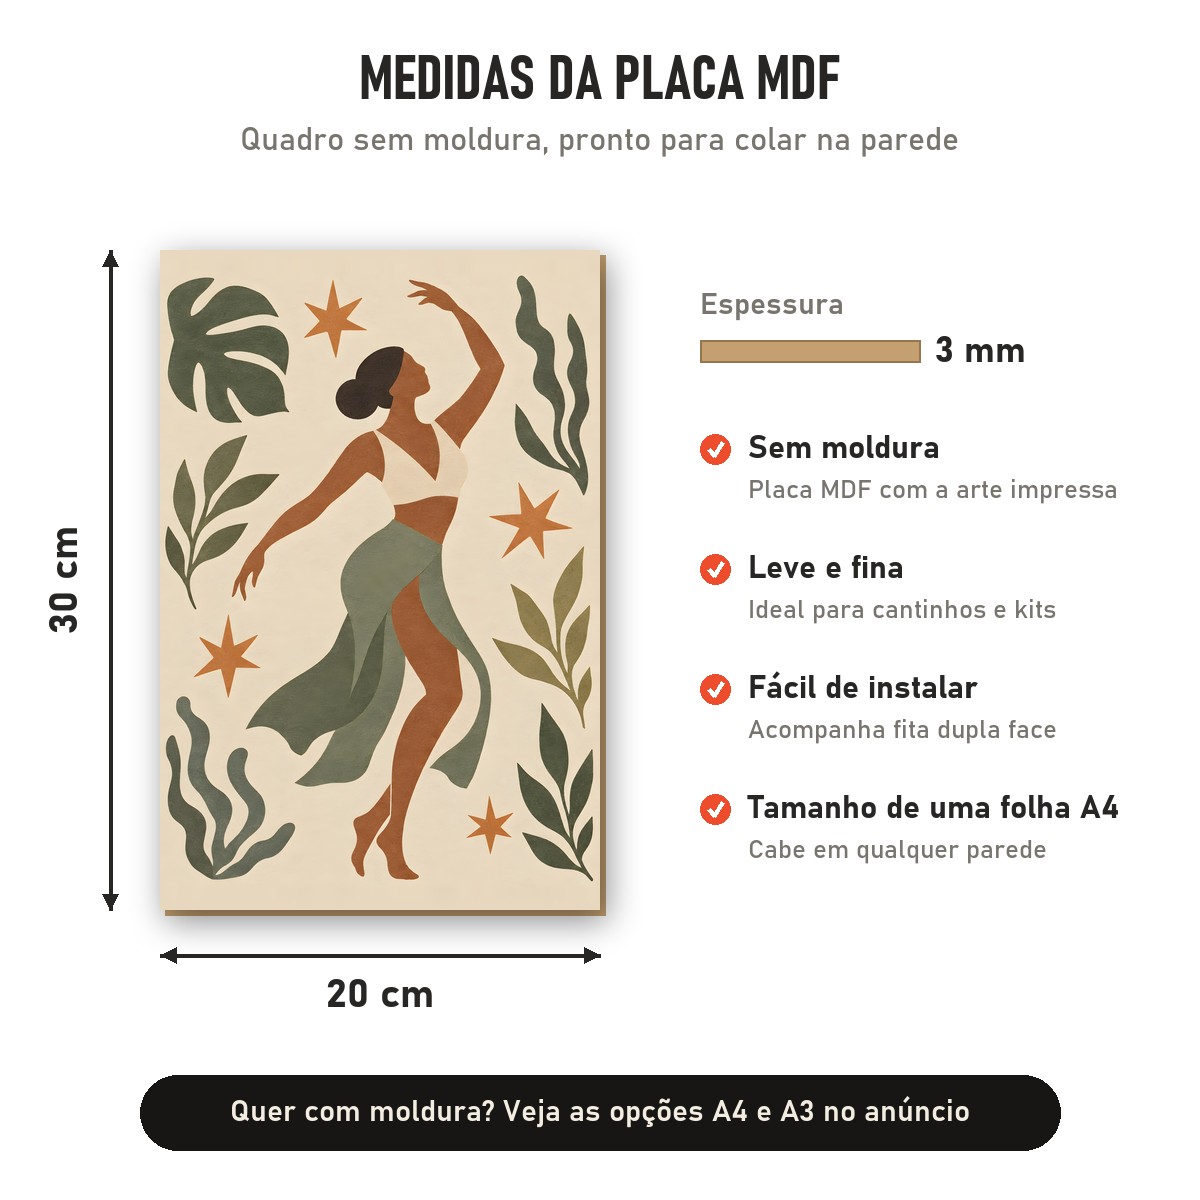 MEDIDAS DA PLACA MDF
Quadro sem moldura, pronto para colar na parede
30 cm
20 cm
Espessura
3 mm
Sem moldura
Placa MDF com a arte impressa
Leve e fina
Ideal para cantinhos e kits
Fácil de instalar
Acompanha fita dupla face
Tamanho de uma folha A4
Cabe em qualquer parede
Quer com moldura? Veja as opções A4 e A3 no anúncio